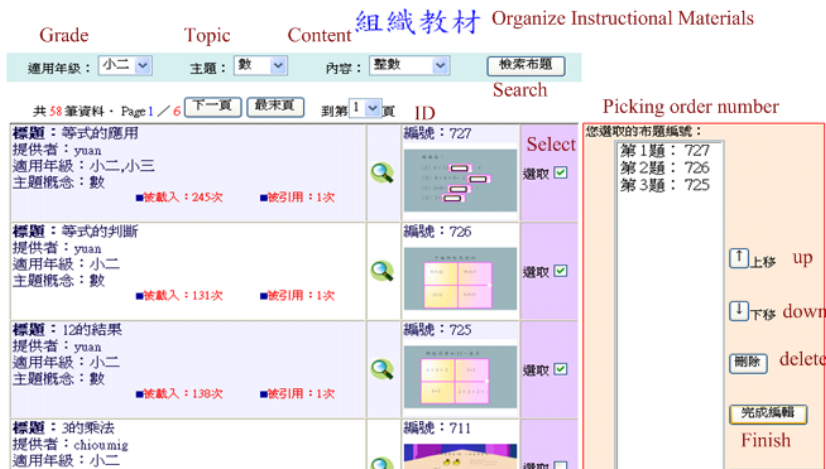 組織教材 Organize Instructional Materials
Grade Topic Content
適用年級： 小二 主題： 數 內容： 整數 檢索布題
Search
共 58 筆資料． Page 1 ／ 6 下一頁 最末頁 到第 1 頁 ID
Picking order number
標題：等式的應用
提供者：yuan
適用年級：小二,小三
主題概念：數
■被載入：245次 ■被引用：1次
編號：727
Select
選取
標題：等式的判斷
提供者：yuan
適用年級：小二
主題概念：數
■被載入：131次 ■被引用：1次
編號：726
選取
標題：12的結果
提供者：yuan
適用年級：小二
主題概念：數
■被載入：138次 ■被引用：1次
編號：725
選取
標題：3的乘法
提供者：chioumig
適用年級：小二
編號：711
選取
您選取的布題編號：
第1題： 727
第2題： 726
第3題： 725
↑ 上移 up
↓ 下移 down
刪除 delete
完成編輯
Finish